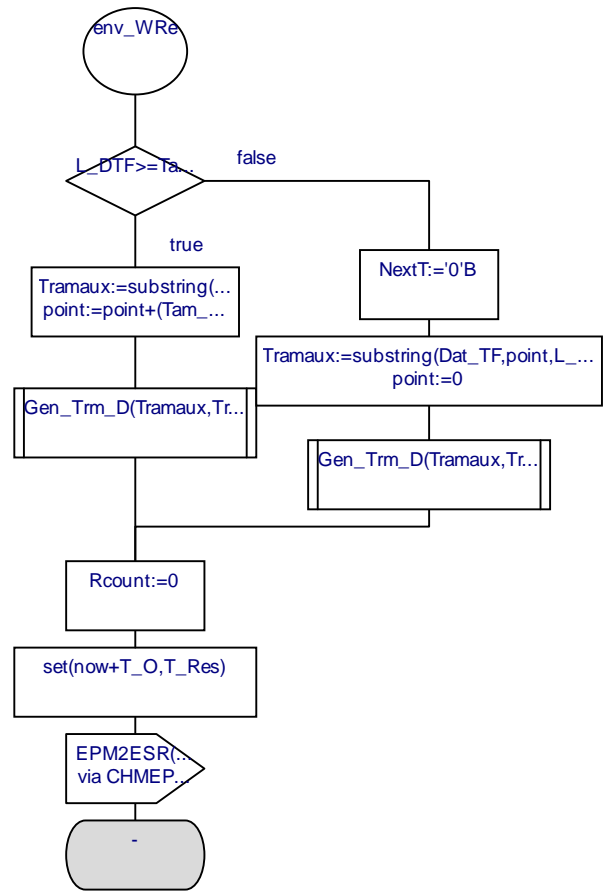 env_WRe
L_DTF>=Ta...
false
true
NextT:='0'B
Tramaux:=substring(...
point:=point+(Tam_...
Tramaux:=substring(Dat_TF,point,L_...
point:=0
Gen_Trm_D(Tramaux,Tr...
Gen_Trm_D(Tramaux,Tr...
Rcount:=0
set(now+T_O,T_Res)
EPM2ESR(...
via CHMEP...
-